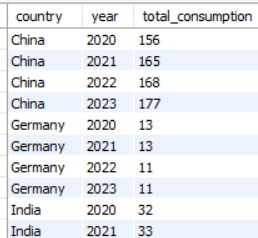 country year total_consumption
China 2020 156
China 2021 165
China 2022 168
China 2023 177
Germany 2020 13
Germany 2021 13
Germany 2022 11
Germany 2023 11
India 2020 32
India 2021 33